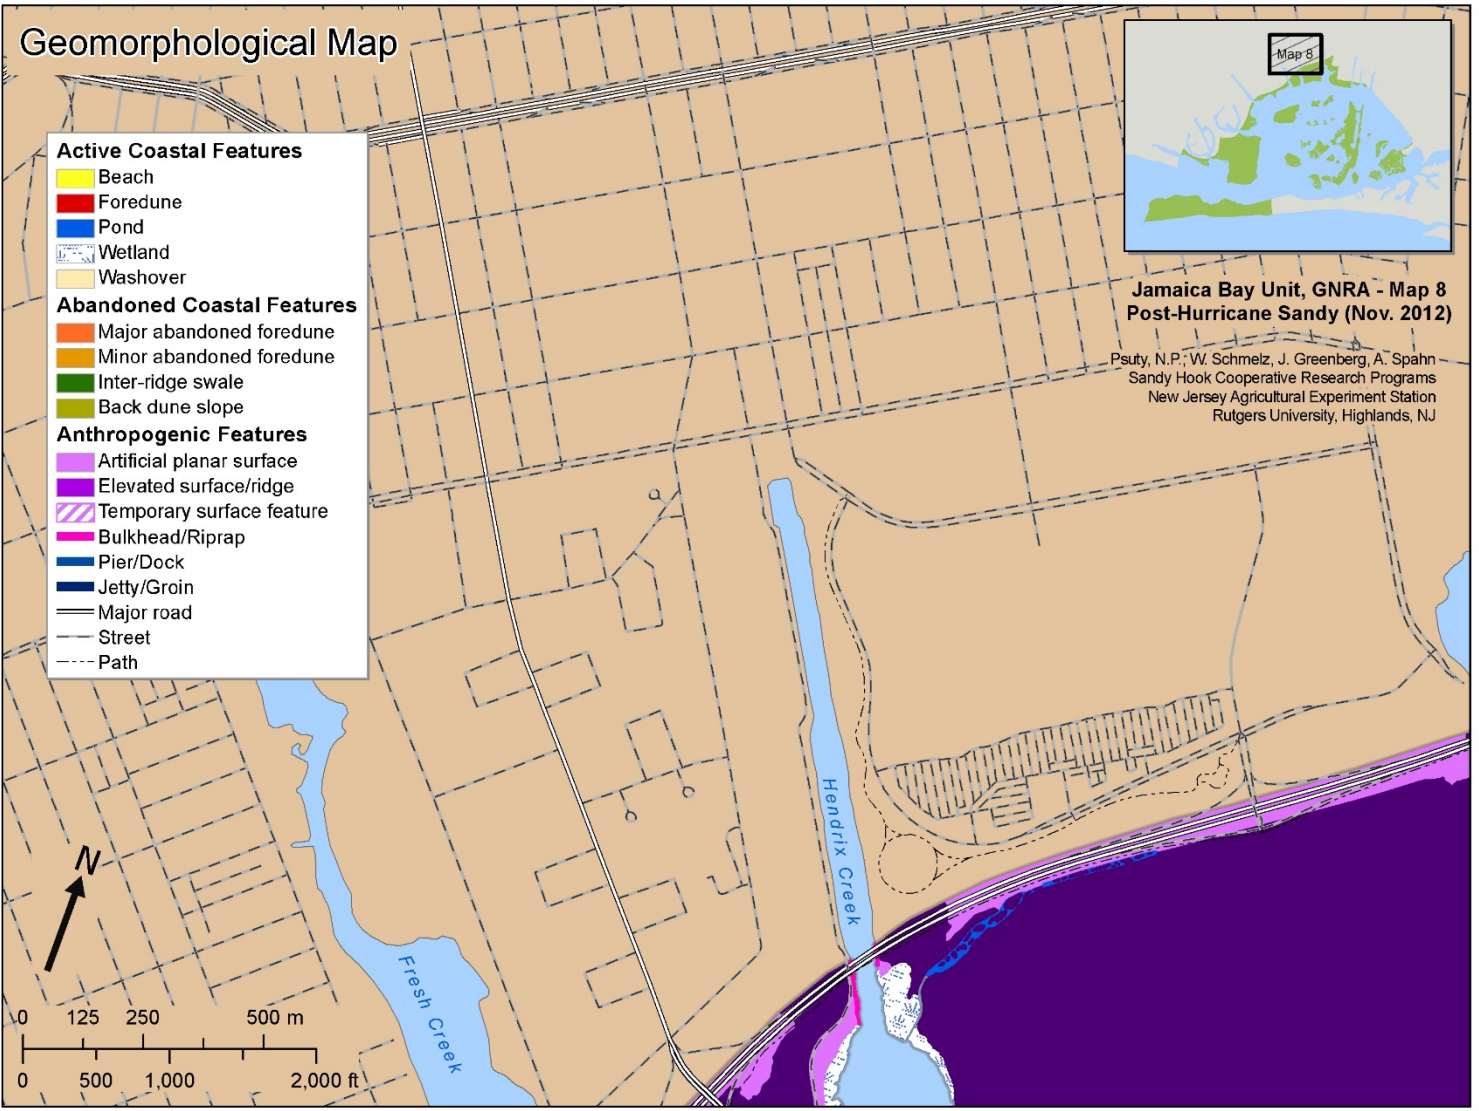 Geomorphological Map
Map 8
Active Coastal Features
Beach
Foredune
Pond
Wetland
Washover
Abandoned Coastal Features
Major abandoned foredune
Minor abandoned foredune
Inter-ridge swale
Back dune slope
Anthropogenic Features
Artificial planar surface
Elevated surface/ridge
Temporary surface feature
Bulkhead/Riprap
Pier/Dock
Jetty/Groin
Major road
Street
Path
Jamaica Bay Unit, GNRA - Map 8
Post-Hurricane Sandy (Nov. 2012)
Psuty, N.P.; W. Schmelz, J. Greenberg, A. Spahn
Sandy Hook Cooperative Research Programs
New Jersey Agricultural Experiment Station
Rutgers University, Highlands, NJ
Hendrix Creek
Fresh Creek
N
0 125 250 500 m
0 500 1,000 2,000 ft